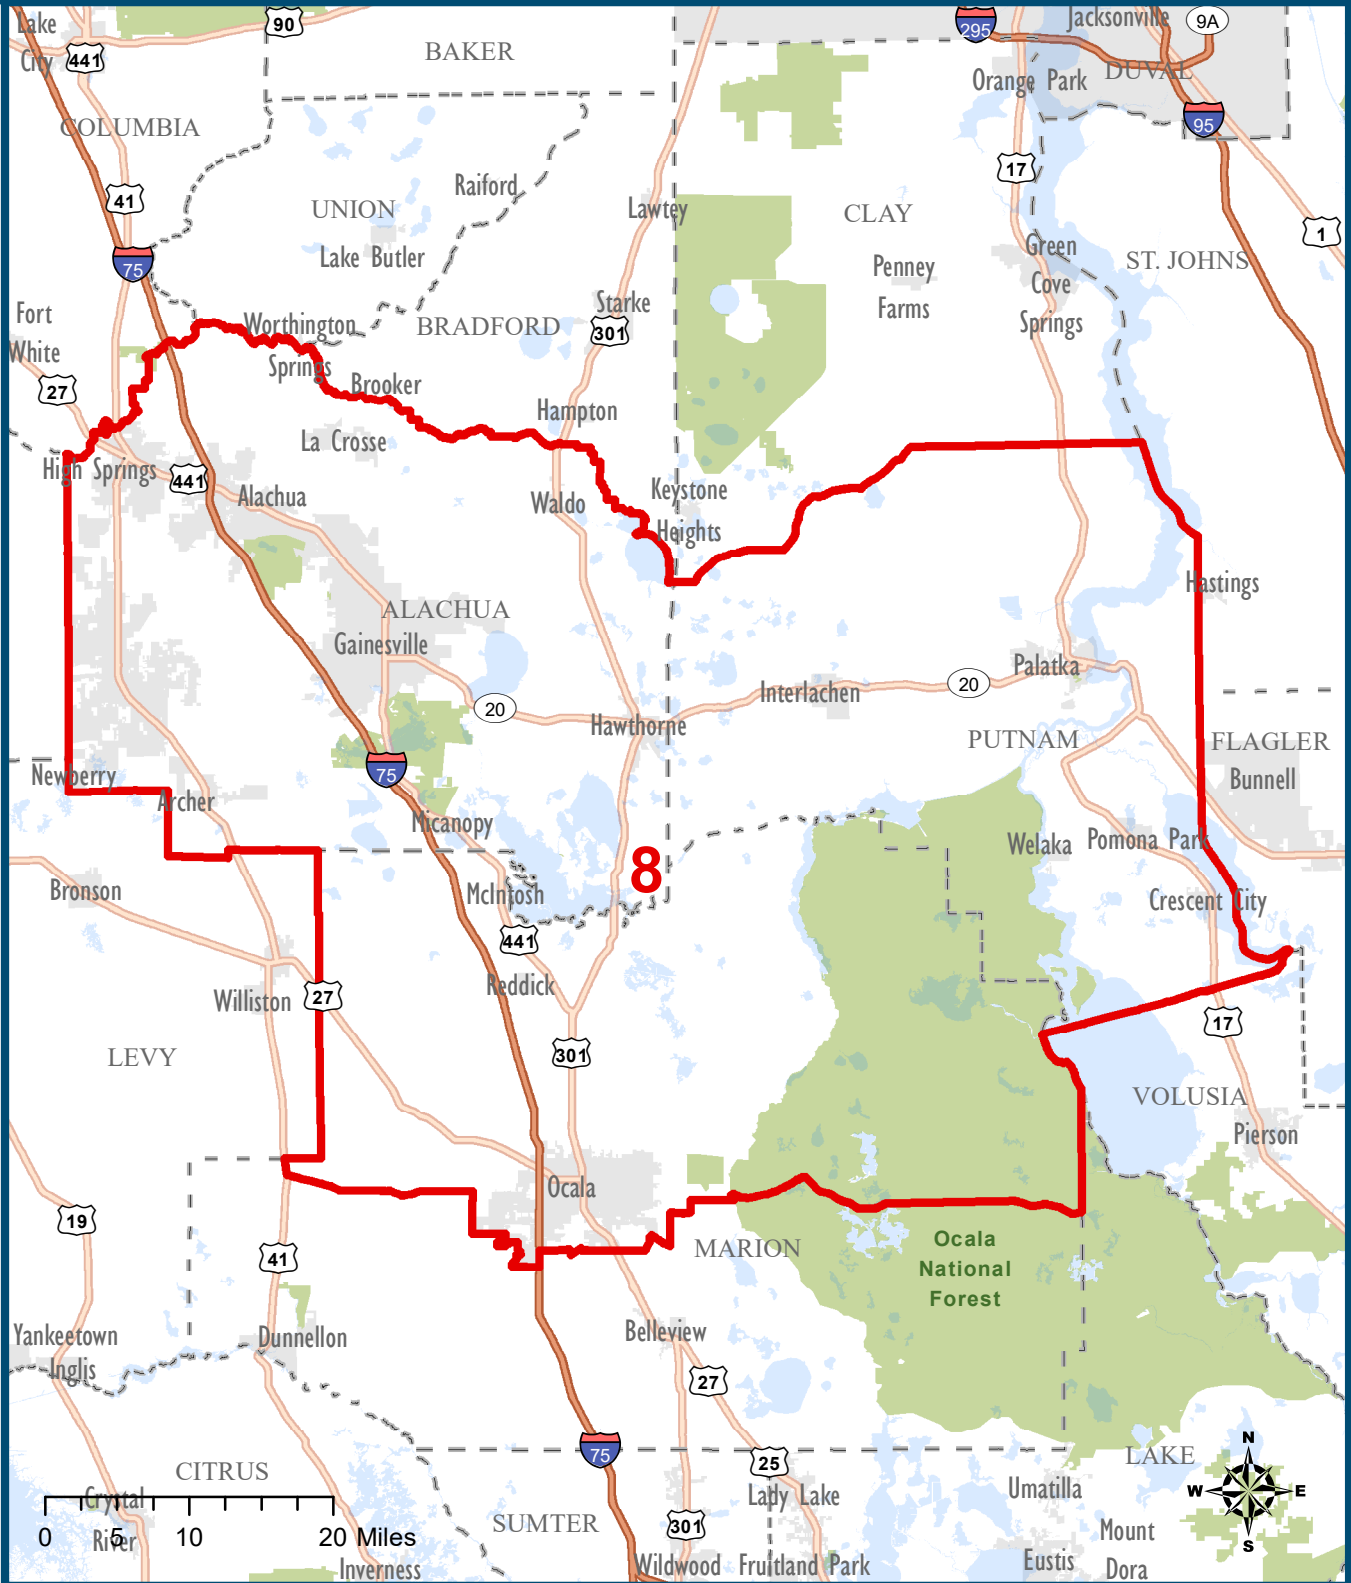 Lake
City
90
441
BAKER
295
Jacksonville
9A
Orange Park
DUVAL
COLUMBIA
95
41
UNION
Raiford
Lawtey
17
CLAY
1
Lake Butler
75
Green
Cove
Springs
ST. JOHNS
Penney
Farms
Fort
White
Worthington
Springs
BRADFORD
Starke
301
27
Brooker
Hampton
La Crosse
High Springs
441
Alachua
Waldo
Keystone
Heights
Hastings
ALACHUA
Gainesville
20
Hawthorne
Interlachen
20
Palatka
PUTNAM
FLAGLER
Bunnell
Newberry
Archer
75
Micanopy
8
Welaka
Pomona Park
Bronson
McIntosh
Crescent City
441
Reddick
Williston
27
17
LEVY
301
VOLUSIA
Pierson
Ocala
19
41
MARION
Ocala
National
Forest
Yankeetown
Inglis
Dunnellon
Belleview
27
75
25
LAKE
N
W
E
S
CITRUS
Crystal
River
Lady Lake
Umatilla
0 5 10 20 Miles
SUMTER
301
Mount
Dora
Inverness
Wildwood
Fruitland Park
Eustis